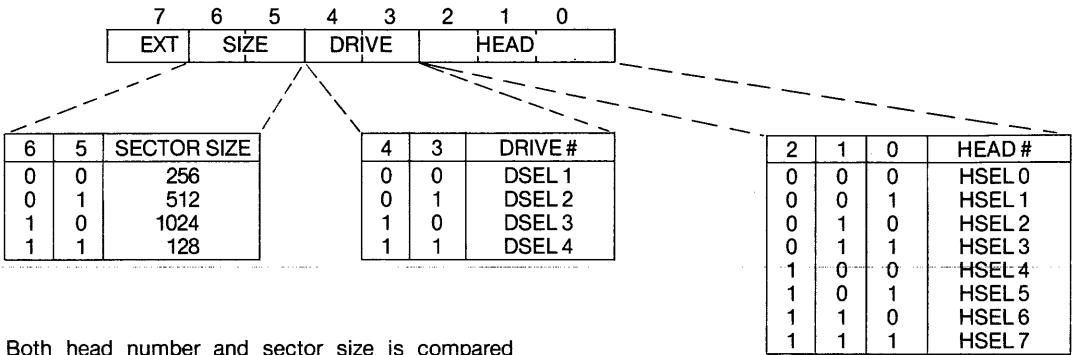 7 6 5 4 3 2 1 0
EXT SIZE DRIVE HEAD
6 5 SECTOR SIZE
0 0 256
0 1 512
1 0 1024
1 1 128
4 3 DRIVE #
0 0 DSEL 1
0 1 DSEL 2
1 0 DSEL 3
1 1 DSEL 4
2 1 0 HEAD #
0 0 0 HSEL 0
0 0 1 HSEL 1
0 1 0 HSEL 2
0 1 1 HSEL 3
1 0 0 HSEL 4
1 0 1 HSEL 5
1 1 0 HSEL 6
1 1 1 HSEL 7
Both head number and sector size is compared